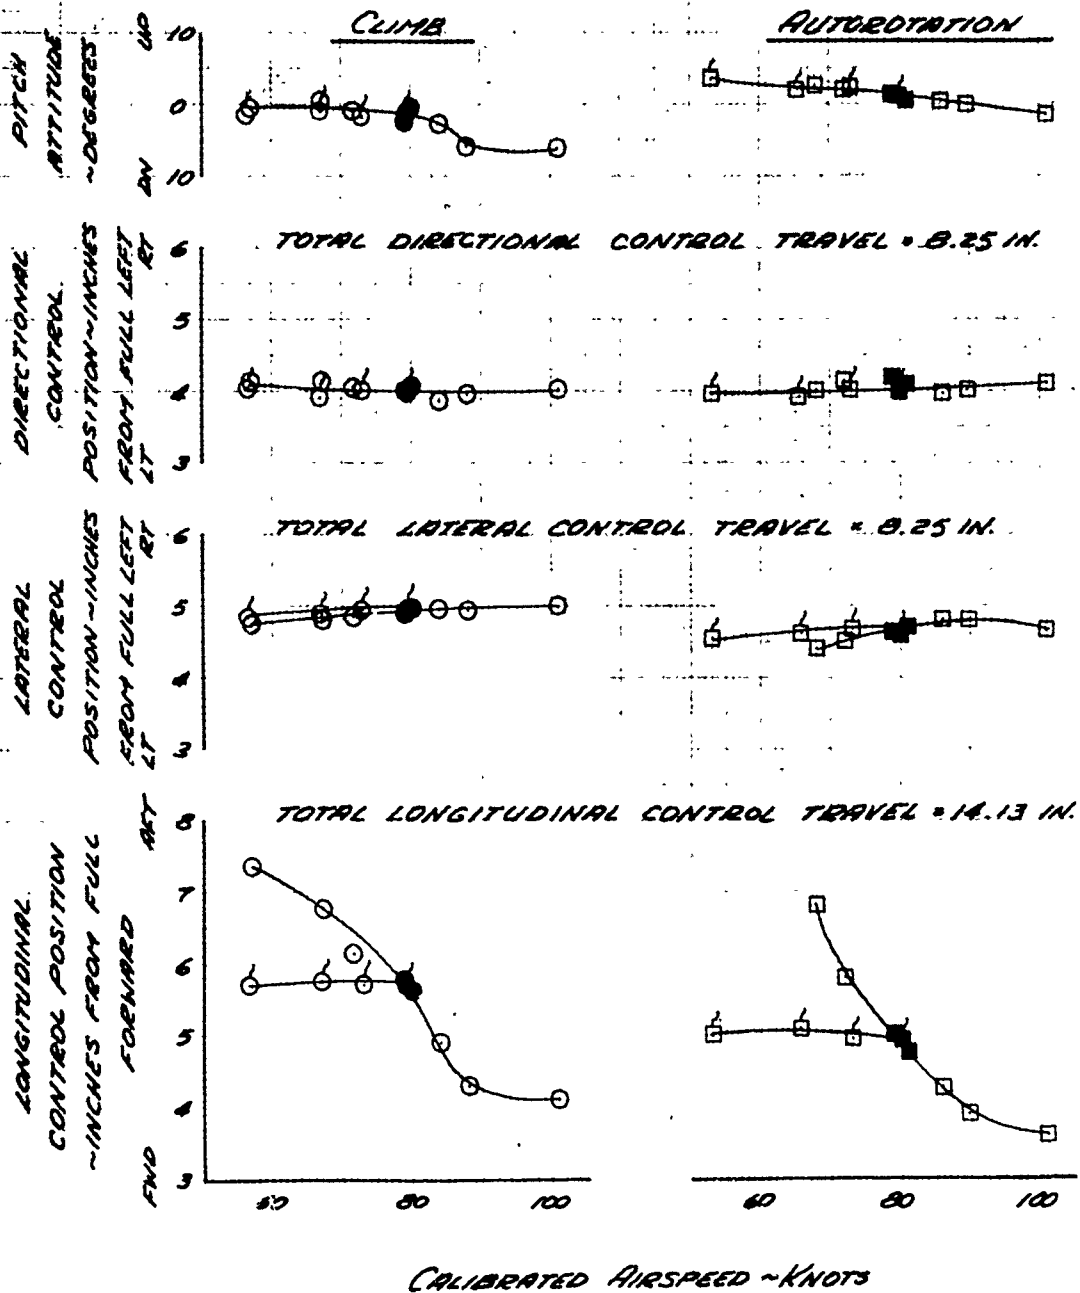 CLIMB
AUTOROTATION
PITCH
ATTITUDE
~DEGREES
UP
DN
10
0
10
TOTAL DIRECTIONAL CONTROL TRAVEL = 8.25 IN.
DIRECTIONAL
CONTROL
POSITION~INCHES
FROM FULL LEFT
LT
RT
6
5
4
3
TOTAL LATERAL CONTROL TRAVEL = 8.25 IN.
LATERAL
CONTROL
POSITION~INCHES
FROM FULL LEFT
LT
RT
6
5
4
3
TOTAL LONGITUDINAL CONTROL TRAVEL = 14.13 IN.
LONGITUDINAL
CONTROL POSITION
~INCHES FROM FULL
FORWARD
FWD
AFT
8
7
6
5
4
3
60 80 100
60 80 100
CALIBRATED AIRSPEED ~KNOTS